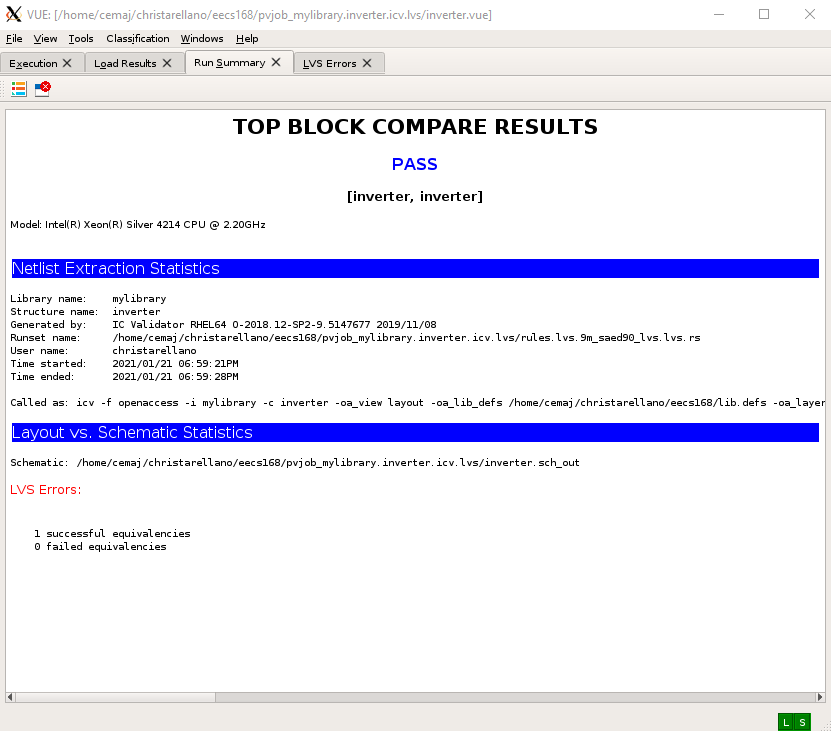 VUE: [/home/cemaj/christarellano/eecs168/pvjob_mylibrary.inverter.icv.lvs/inverter.vue]
File View Tools Classification Windows Help
Execution Load Results Run Summary LVS Errors
TOP BLOCK COMPARE RESULTS
PASS
[inverter, inverter]
Model: Intel(R) Xeon(R) Silver 4214 CPU @ 2.20GHz
Netlist Extraction Statistics
Library name: mylibrary
Structure name: inverter
Generated by: IC Validator RHEL64 O-2018.12-SP2-9.5147677 2019/11/08
Runset name: /home/cemaj/christarellano/eecs168/pvjob_mylibrary.inverter.icv.lvs/rules.lvs.9m_saed90_lvs.lvs.rs
User name: christarellano
Time started: 2021/01/21 06:59:21PM
Time ended: 2021/01/21 06:59:28PM
Called as: icv -f openaccess -i mylibrary -c inverter -oa_view layout -oa_lib_defs /home/cemaj/christarellano/eecs168/lib.defs -oa_layer
Layout vs. Schematic Statistics
Schematic: /home/cemaj/christarellano/eecs168/pvjob_mylibrary.inverter.icv.lvs/inverter.sch_out
LVS Errors:
1 successful equivalencies
0 failed equivalencies
L S